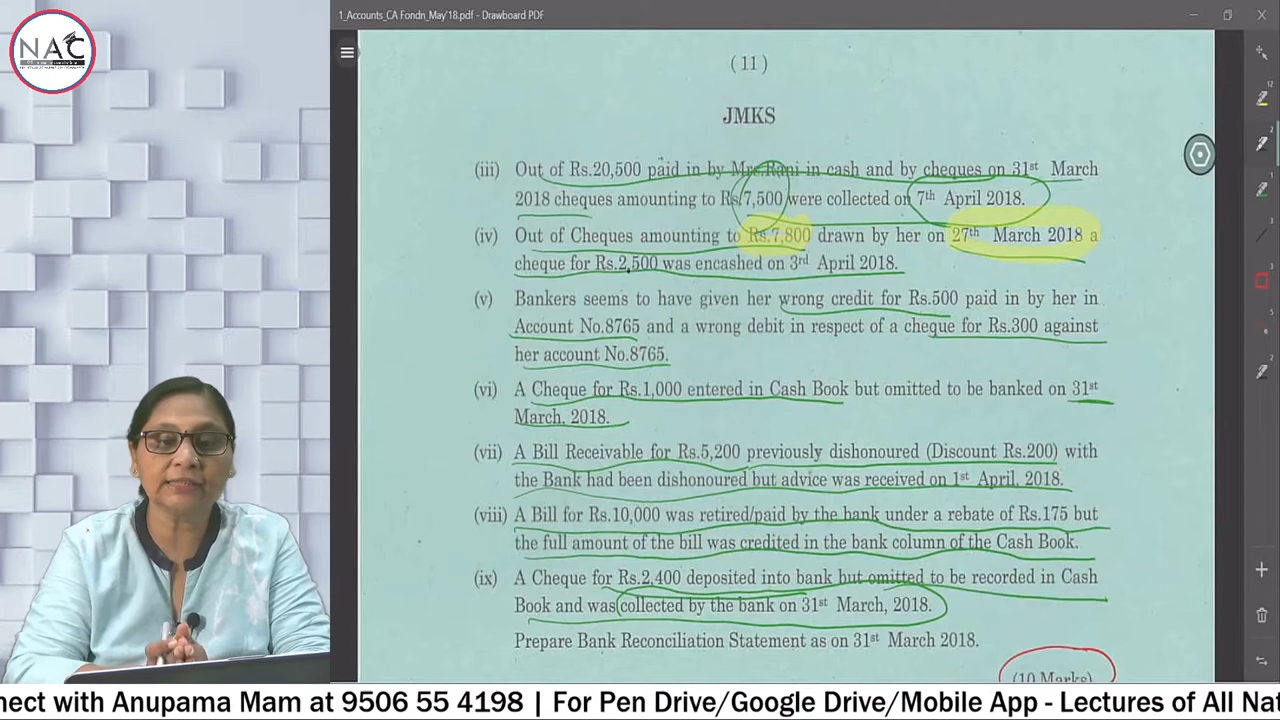 NAC
1_Accounts_CA Fondn_May'18.pdf - Drawboard PDF
( 11 )
JMKS
(iii) Out of Rs.20,500 paid in by Mrs.Rani in cash and by cheques on 31st March
2018 cheques amounting to Rs.7,500 were collected on 7th April 2018.
(iv) Out of Cheques amounting to Rs.7,800 drawn by her on 27th March 2018 a
cheque for Rs.2,500 was encashed on 3rd April 2018.
(v) Bankers seems to have given her wrong credit for Rs.500 paid in by her in
Account No.8765 and a wrong debit in respect of a cheque for Rs.300 against
her account No.8765.
(vi) A Cheque for Rs.1,000 entered in Cash Book but omitted to be banked on 31st
March, 2018.
(vii) A Bill Receivable for Rs.5,200 previously dishonoured (Discount Rs.200) with
the Bank had been dishonoured but advice was received on 1st April, 2018.
(viii) A Bill for Rs.10,000 was retired/paid by the bank under a rebate of Rs.175 but
the full amount of the bill was credited in the bank column of the Cash Book.
(ix) A Cheque for Rs.2,400 deposited into bank but omitted to be recorded in Cash
Book and was collected by the bank on 31st March, 2018.
Prepare Bank Reconciliation Statement as on 31st March 2018.
(10 Marks)
nnect with Anupama Mam at 9506 55 4198 | For Pen Drive/Google Drive/Mobile App - Lectures of All Na